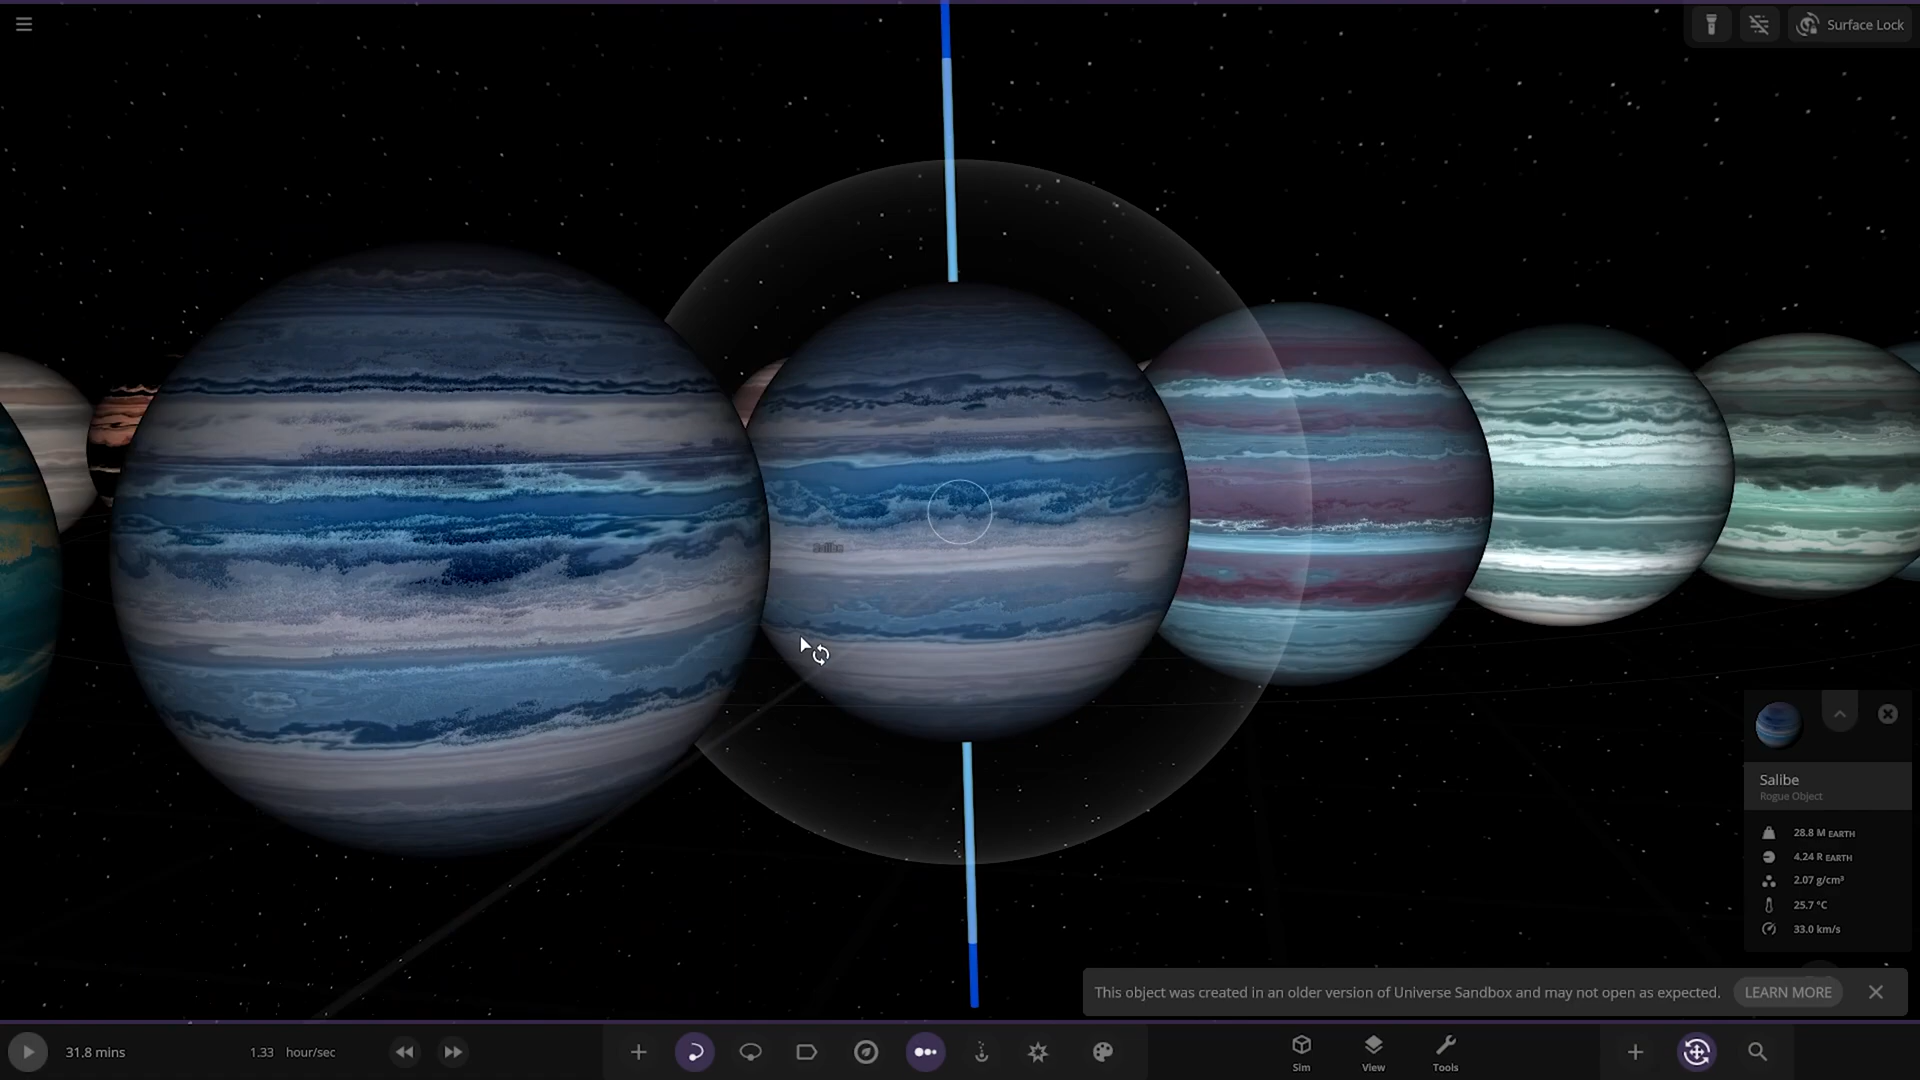 Surface Lock
Salibe
Salibe
Rogue Object
28.8 M EARTH
4.24 R EARTH
2.07 g/cm³
25.7 °C
33.0 km/s
This object was created in an older version of Universe Sandbox and may not open as expected.
LEARN MORE
31.8 mins
1.33 hour/sec
Sim
View
Tools